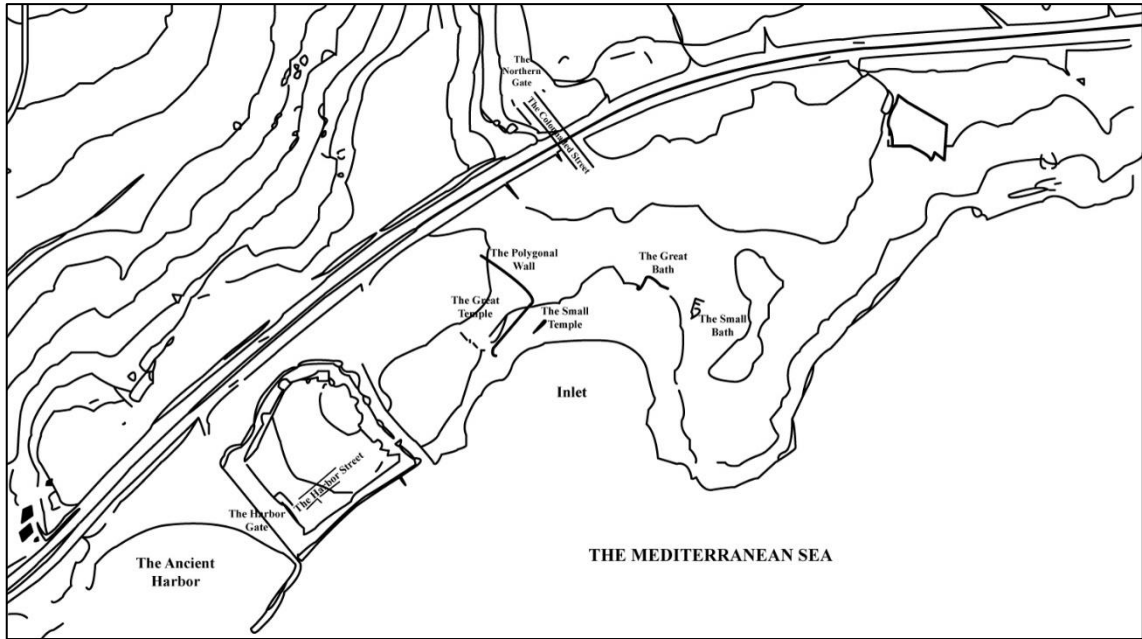 The
Northern
Gate
The Colonnaded Street
The Polygonal
Wall
The Great
Bath
The Great
Temple
The Small
Temple
The Small
Bath
Inlet
The Harbor Street
The Harbor
Gate
The Ancient
Harbor
THE MEDITERRANEAN SEA